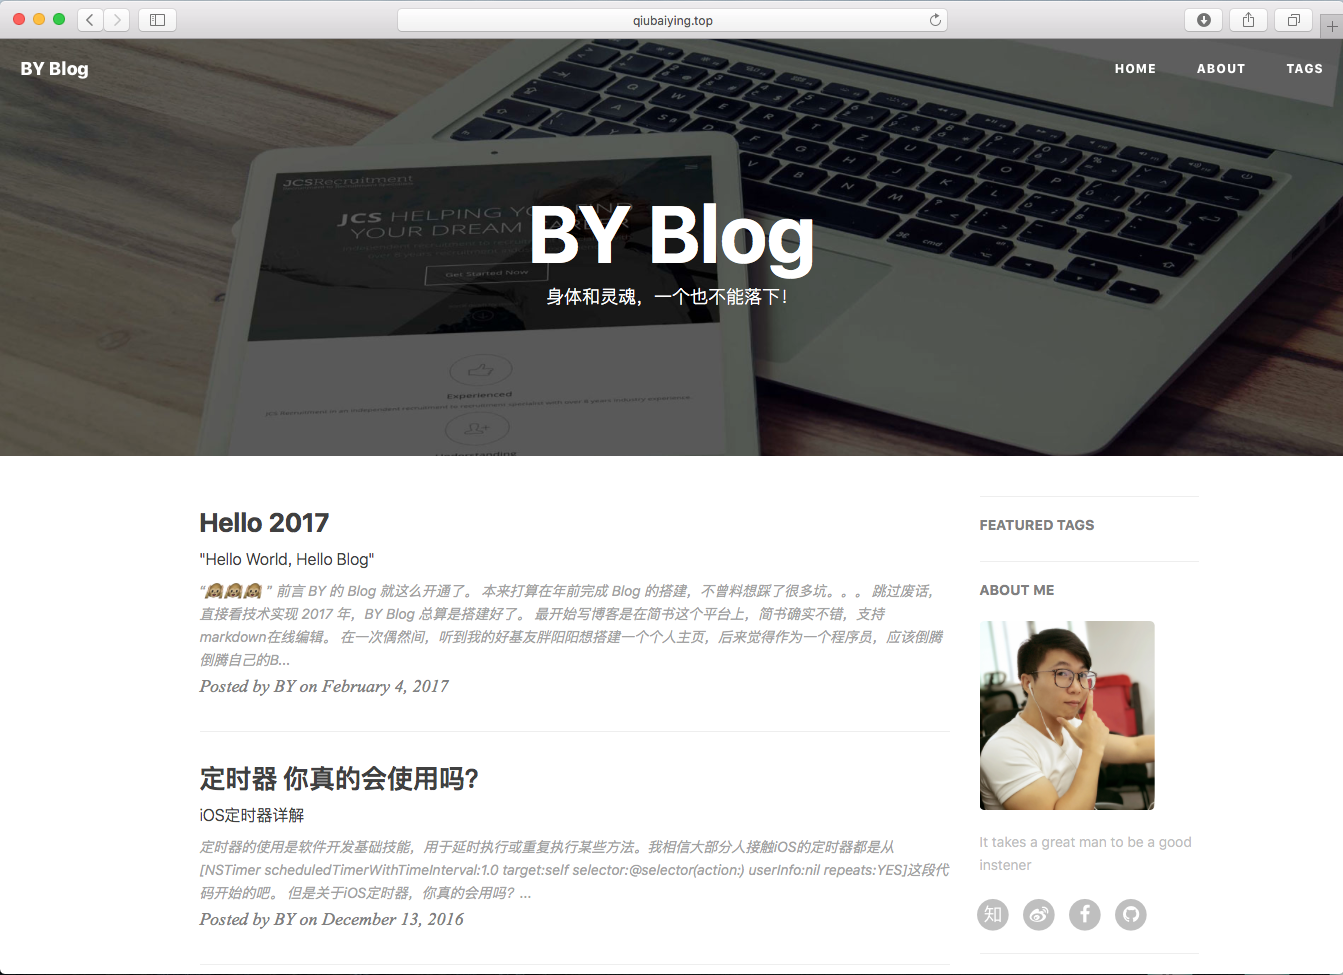 qiubaiying.top
BY Blog
HOME
ABOUT
TAGS
JCSRecruitment
JCS HELPING YOU
YOUR DREAM
Get Started Now
BY Blog
身体和灵魂，一个也不能落下！
Experienced
Understanding
Hello 2017
"Hello World, Hello Blog"
“🙉🙉🙉 ” 前言 BY 的 Blog 就这么开通了。 本来打算在年前完成 Blog 的搭建，不曾料想踩了很多坑。。。 跳过废话，
直接看技术实现 2017 年，BY Blog 总算是搭建好了。 最开始写博客是在简书这个平台上，简书确实不错，支持
markdown在线编辑。 在一次偶然间，听到我的好基友胖阳阳想搭建一个个人主页，后来觉得作为一个程序员，应该倒腾
倒腾自己的B...
Posted by BY on February 4, 2017
定时器 你真的会使用吗?
iOS定时器详解
定时器的使用是软件开发基础技能，用于延时执行或重复执行某些方法。我相信大部分人接触iOS的定时器都是从
[NSTimer scheduledTimerWithTimeInterval:1.0 target:self selector:@selector(action:) userInfo:nil repeats:YES]这段代
码开始的吧。 但是关于iOS定时器，你真的会用吗？...
Posted by BY on December 13, 2016
FEATURED TAGS
ABOUT ME
It takes a great man to be a good
instener
知